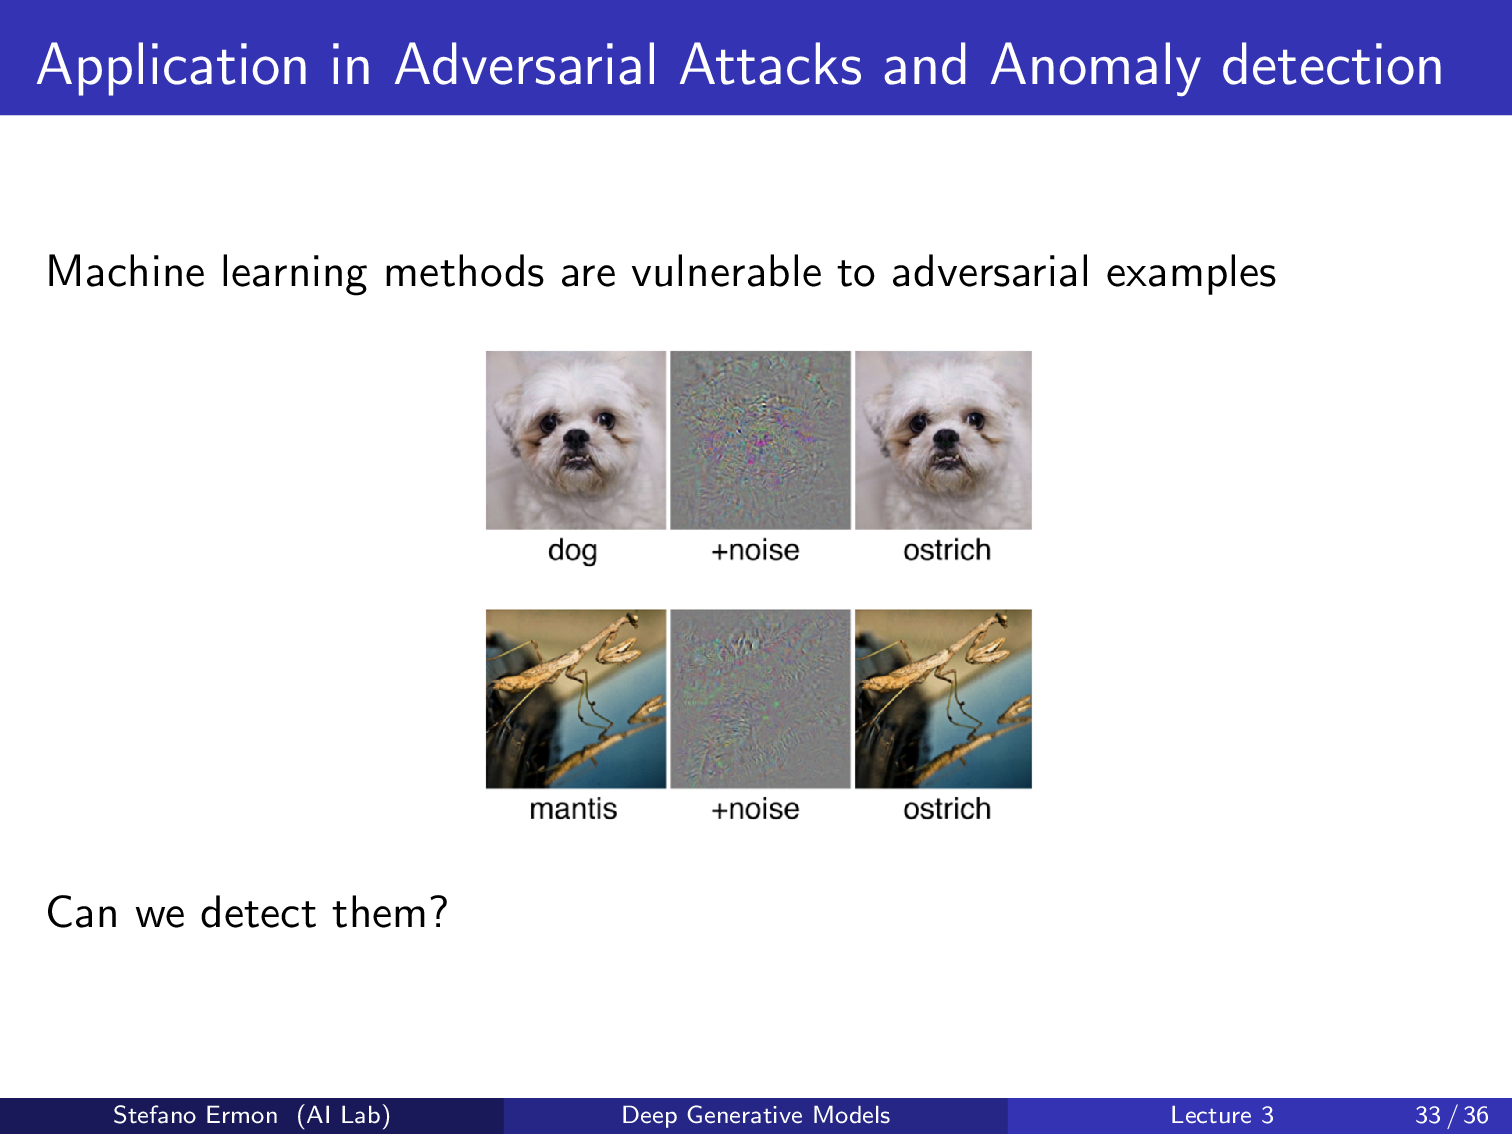 Application in Adversarial Attacks and Anomaly detection
Machine learning methods are vulnerable to adversarial examples
dog +noise ostrich
mantis +noise ostrich
Can we detect them?
Stefano Ermon (AI Lab) Deep Generative Models Lecture 3 33 / 36